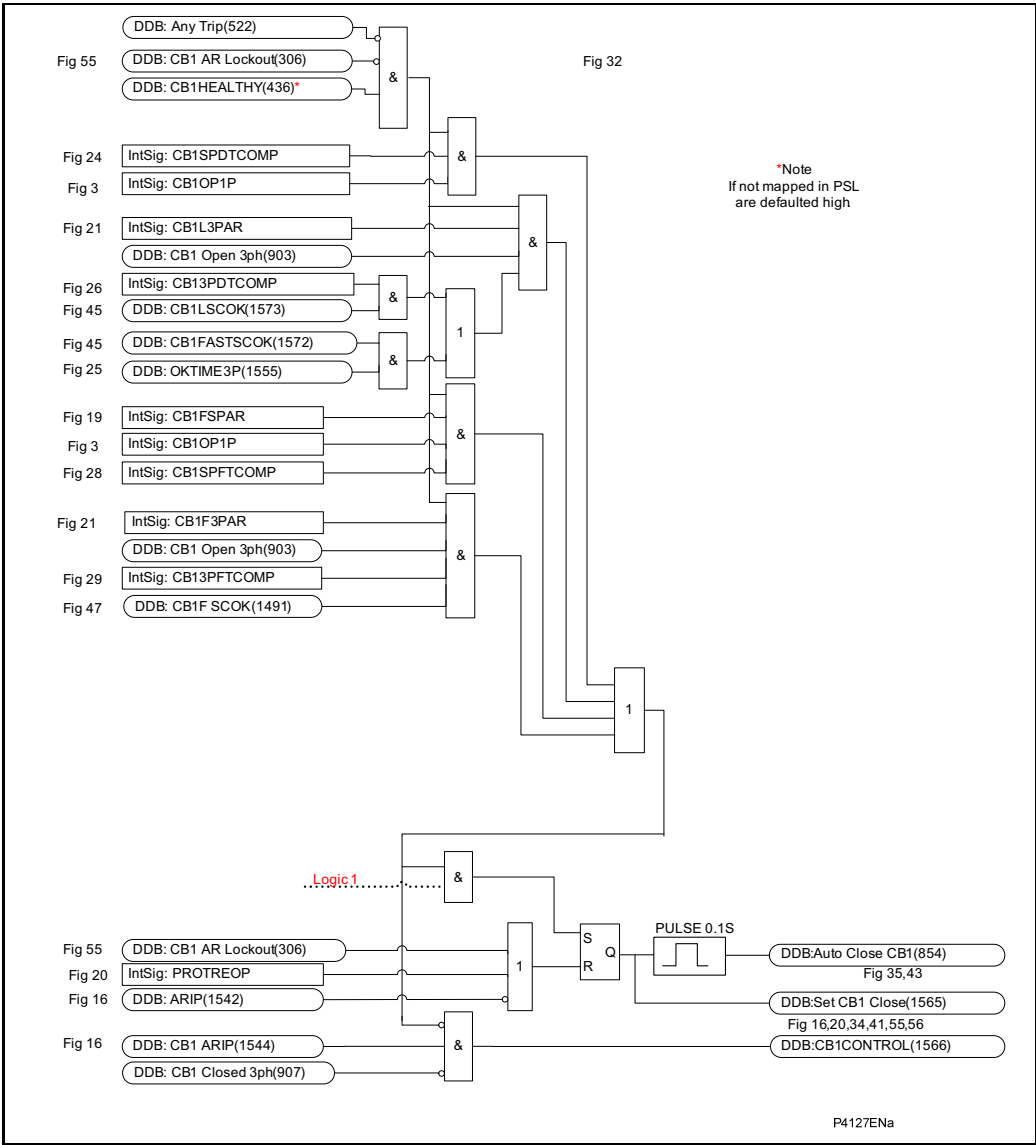 DDB: Any Trip(522)
Fig 55
DDB: CB1 AR Lockout(306)
Fig 32
&
DDB: CB1HEALTHY(436)*
Fig 24
IntSig: CB1SPDTCOMP
&
*Note
If not mapped in PSL
are defaulted high
Fig 3
IntSig: CB1OP1P
Fig 21
IntSig: CB1L3PAR
&
DDB: CB1 Open 3ph(903)
Fig 26
IntSig: CB13PDTCOMP
&
Fig 45
DDB: CB1LSCOK(1573)
1
Fig 45
DDB: CB1FASTSCOK(1572)
&
Fig 25
DDB: OKTIME3P(1555)
Fig 19
IntSig: CB1FSPAR
&
Fig 3
IntSig: CB1OP1P
Fig 28
IntSig: CB1SPFTCOMP
Fig 21
IntSig: CB1F3PAR
DDB: CB1 Open 3ph(903)
&
Fig 29
IntSig: CB13PFTCOMP
Fig 47
DDB: CB1F SCOK(1491)
1
Logic 1
&
PULSE 0.1S
Fig 55
DDB: CB1 AR Lockout(306)
S
Q
R
DDB:Auto Close CB1(854)
Fig 20
IntSig: PROTREOP
1
Fig 35,43
Fig 16
DDB: ARIP(1542)
DDB:Set CB1 Close(1565)
Fig 16,20,34,41,55,56
Fig 16
DDB: CB1 ARIP(1544)
&
DDB:CB1CONTROL(1566)
DDB: CB1 Closed 3ph(907)
P4127ENa